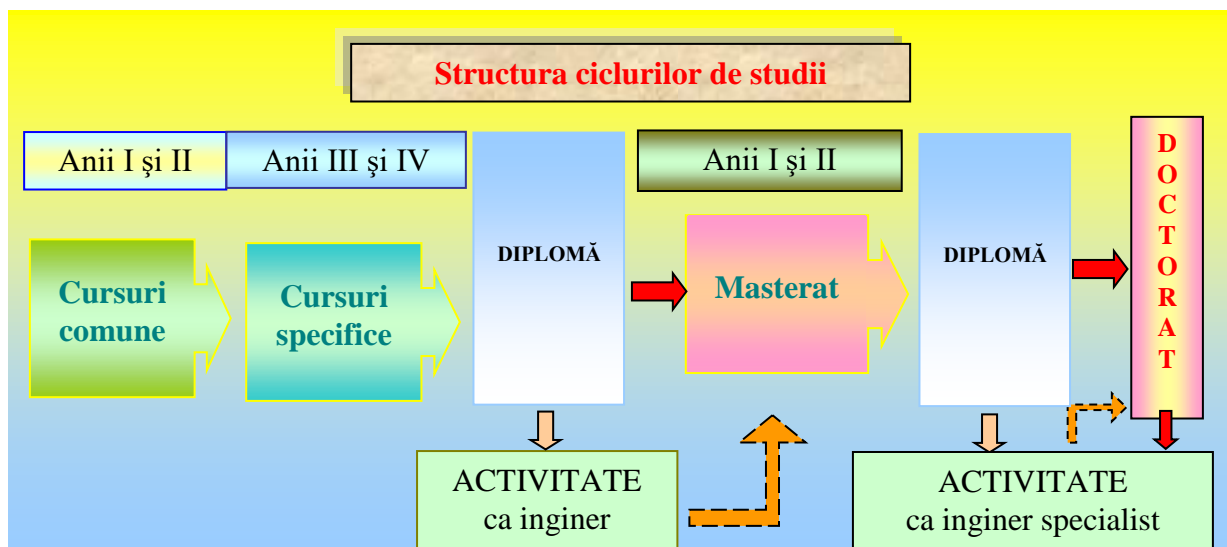 Structura ciclurilor de studii
Anii I şi II
Anii III şi IV
Cursuri
comune
Cursuri
specifice
DIPLOMĂ
ACTIVITATE
ca inginer
Anii I şi II
Masterat
DIPLOMĂ
ACTIVITATE
ca inginer specialist
D
O
C
T
O
R
A
T